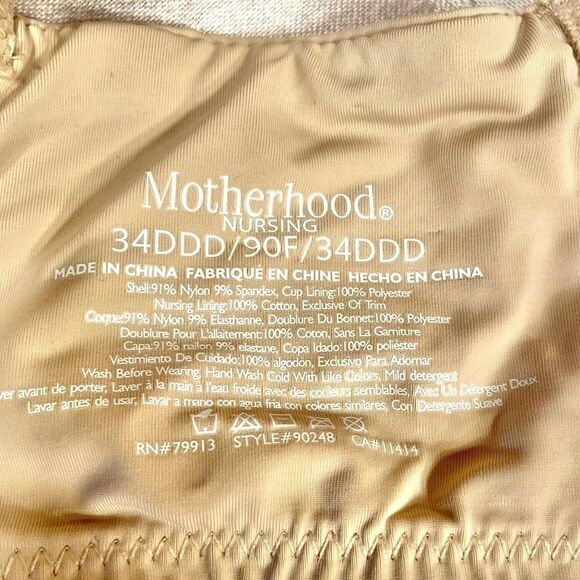 Motherhood®
NURSING
34DDD/90F/34DDD
MADE IN CHINA FABRIQUÉ EN CHINE HECHO EN CHINA
Shell:91% Nylon 9% Spandex, Cup Lining:100% Polyester
Nursing Lining:100% Cotton, Exclusive Of Trim
Coque:91% Nylon 9% Elasthanne, Doublure Du Bonnet:100% Polyester
Doublure Pour L'allaitement:100% Coton, Sans La Garniture
Capa:91% nailon 9% elastane, Copa ldado:100% poliéster
Vestimiento De Cuidado:100% algodón, Exclusivo Para Adornar
Wash Before Wearing, Hand Wash Cold With Like Colors, Mild detergent
ver avant de porter, Laver à la main à l'eau froide avec des couleurs semblables, Avec Un Détergent Doux
Lavar antes de usar, Lavar a mano con agua fria con colores similares, Con Detergente Suave
RN#79913 STYLE#90248 CA#11414